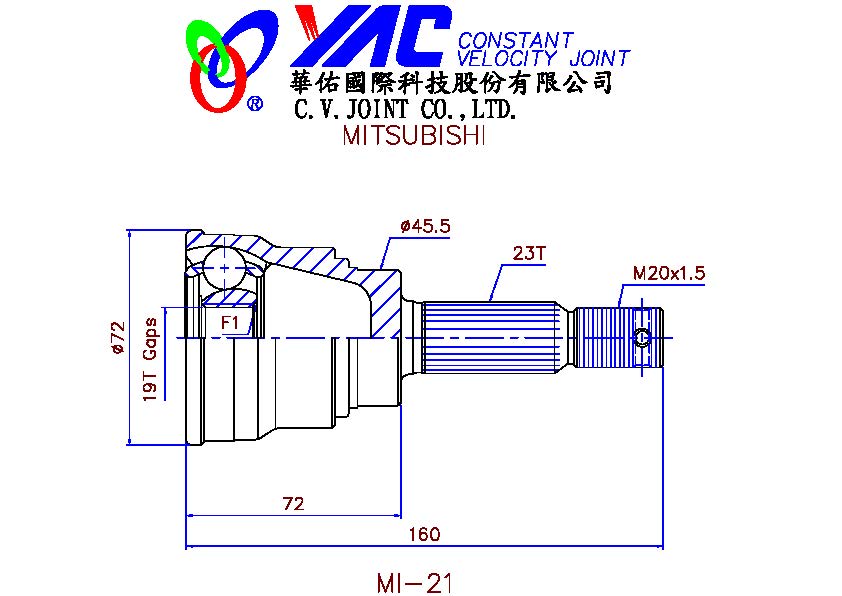 YAC CONSTANT
VELOCITY JOINT
華佑國際科技股份有限公司
®
C.V.JOINT CO.,LTD.
MITSUBISHI
ø45.5
23T
M20x1.5
F1
ø72
19T Gaps
72
160
MI-21